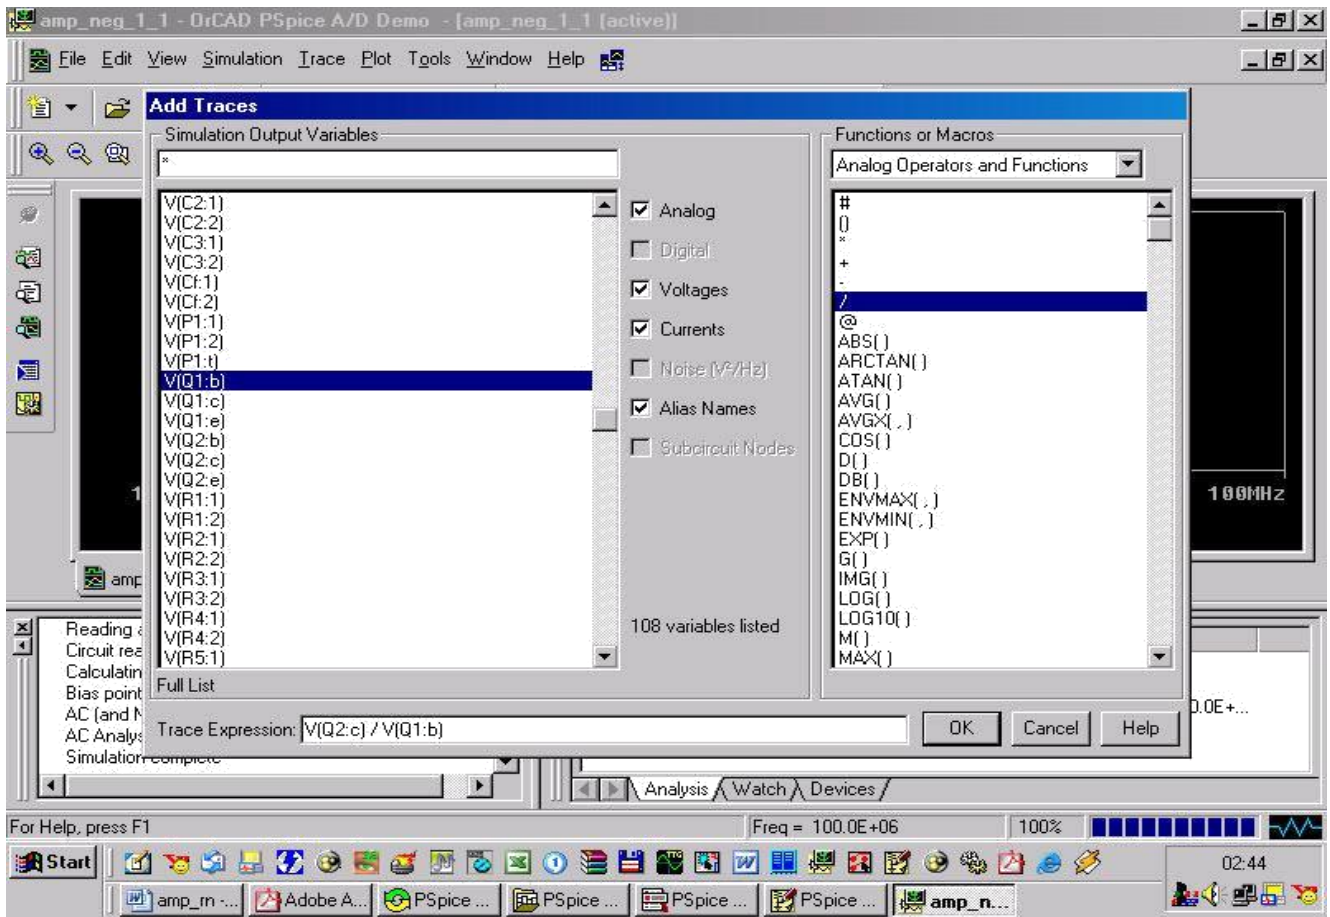 amp_neg_1_1 - OrCAD PSpice A/D Demo - [amp_neg_1_1 (active)]
File Edit View Simulation Trace Plot Tools Window Help
Add Traces
Simulation Output Variables
*
V(C2:1)
V(C2:2)
V(C3:1)
V(C3:2)
V(Cf:1)
V(Cf:2)
V(P1:1)
V(P1:2)
V(P1:t)
V(Q1:b)
V(Q1:c)
V(Q1:e)
V(Q2:b)
V(Q2:c)
V(Q2:e)
V(R1:1)
V(R1:2)
V(R2:1)
V(R2:2)
V(R3:1)
V(R3:2)
V(R4:1)
V(R4:2)
V(R5:1)
Full List
Analog
Digital
Voltages
Currents
Noise (V²/Hz)
Alias Names
Subcircuit Nodes
108 variables listed
Functions or Macros
Analog Operators and Functions
#
()
*
+
-
/
@
ABS()
ARCTAN()
ATAN()
AVG()
AVGX(,)
COS()
D()
DB()
ENVMAX(,)
ENVMIN(,)
EXP()
G()
IMG()
LOG()
LOG10()
M()
MAX()
Trace Expression: V(Q2:c) / V(Q1:b)
OK Cancel Help
1
100MHz
amp
Reading a
Circuit rea
Calculatin
Bias point
AC (and N
AC Analys
Simulation complete
0.0E+...
Analysis Watch Devices
For Help, press F1
Freq = 100.0E+06
100%
Start
02:44
amp_rn -...
Adobe A...
PSpice ...
PSpice ...
PSpice ...
PSpice ...
amp_n...